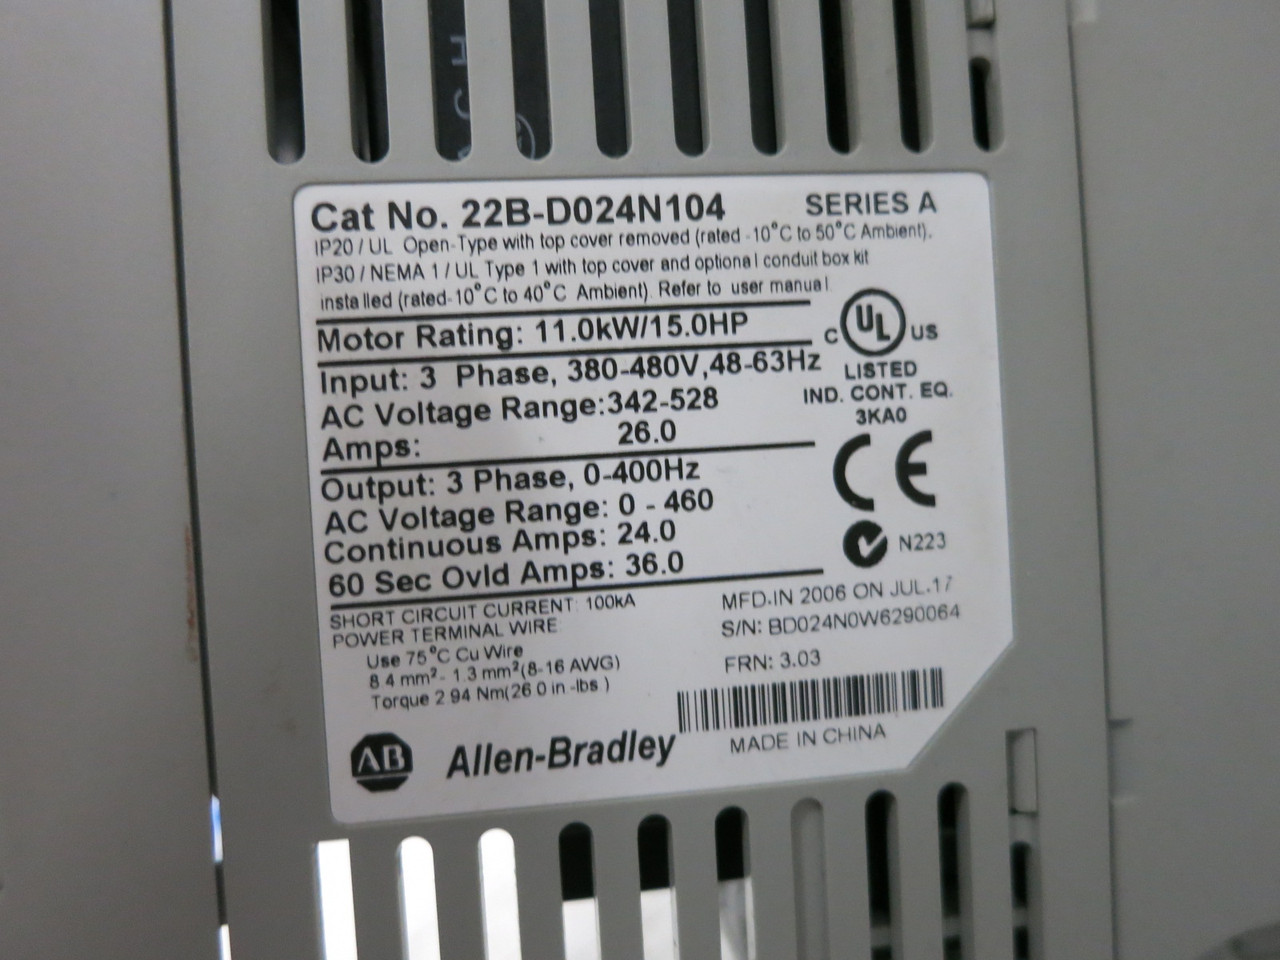 Cat No. 22B-D024N104 SERIES A
IP20 / UL Open-Type with top cover removed (rated -10°C to 50°C Ambient).
IP30 / NEMA 1 / UL Type 1 with top cover and optional conduit box kit
installed (rated-10°C to 40°C Ambient). Refer to user manual
Motor Rating: 11.0kW/15.0HP
Input: 3 Phase, 380-480V,48-63Hz
AC Voltage Range:342-528
Amps: 26.0
C UL US
LISTED
IND. CONT. EQ.
3KA0
CE
N223
Output: 3 Phase, 0-400Hz
AC Voltage Range: 0 - 460
Continuous Amps: 24.0
60 Sec Ovld Amps: 36.0
SHORT CIRCUIT CURRENT: 100kA
POWER TERMINAL WIRE:
Use 75°C Cu Wire
8.4 mm²- 1.3 mm²(8-16 AWG)
Torque 2.94 Nm(26.0 in-lbs )
MFD.IN 2006 ON JUL.17
S/N: BD024N0W6290064
FRN: 3.03
MADE IN CHINA
AB Allen-Bradley